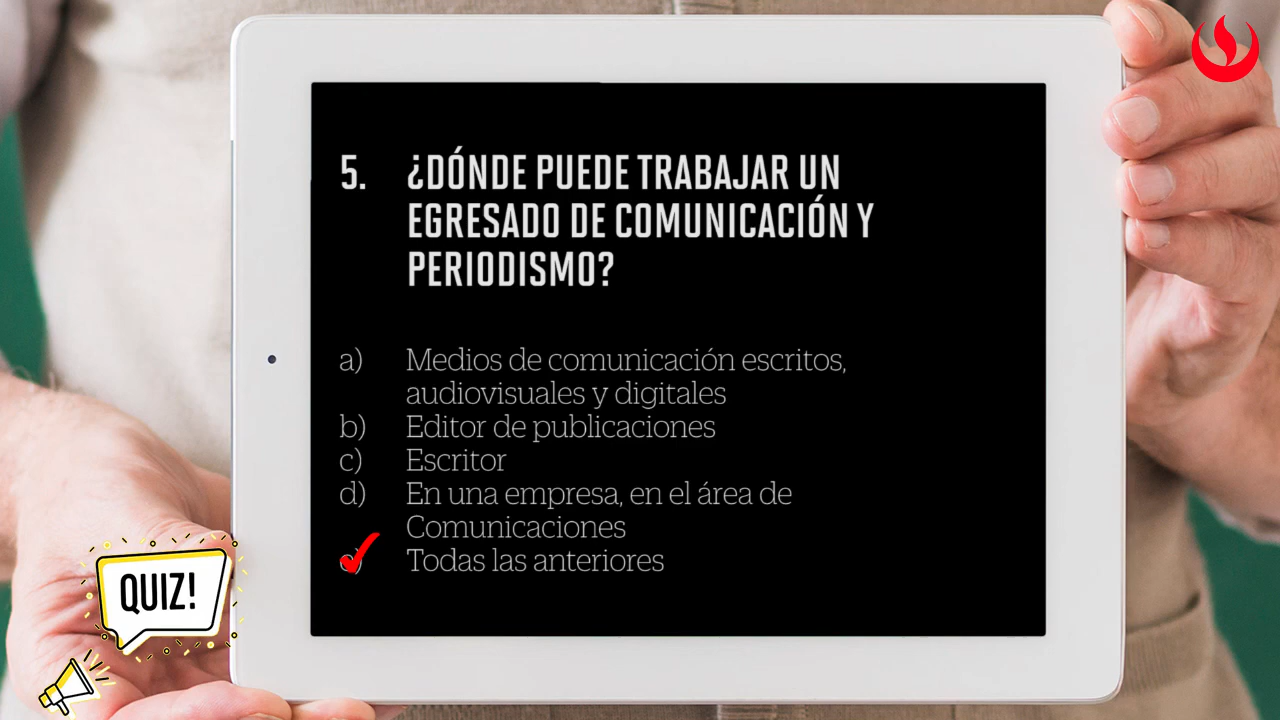 5. ¿DÓNDE PUEDE TRABAJAR UN
EGRESADO DE COMUNICACIÓN Y
PERIODISMO?
a) Medios de comunicación escritos,
audiovisuales y digitales
b) Editor de publicaciones
c) Escritor
d) En una empresa, en el área de
Comunicaciones
e) Todas las anteriores
QUIZ!